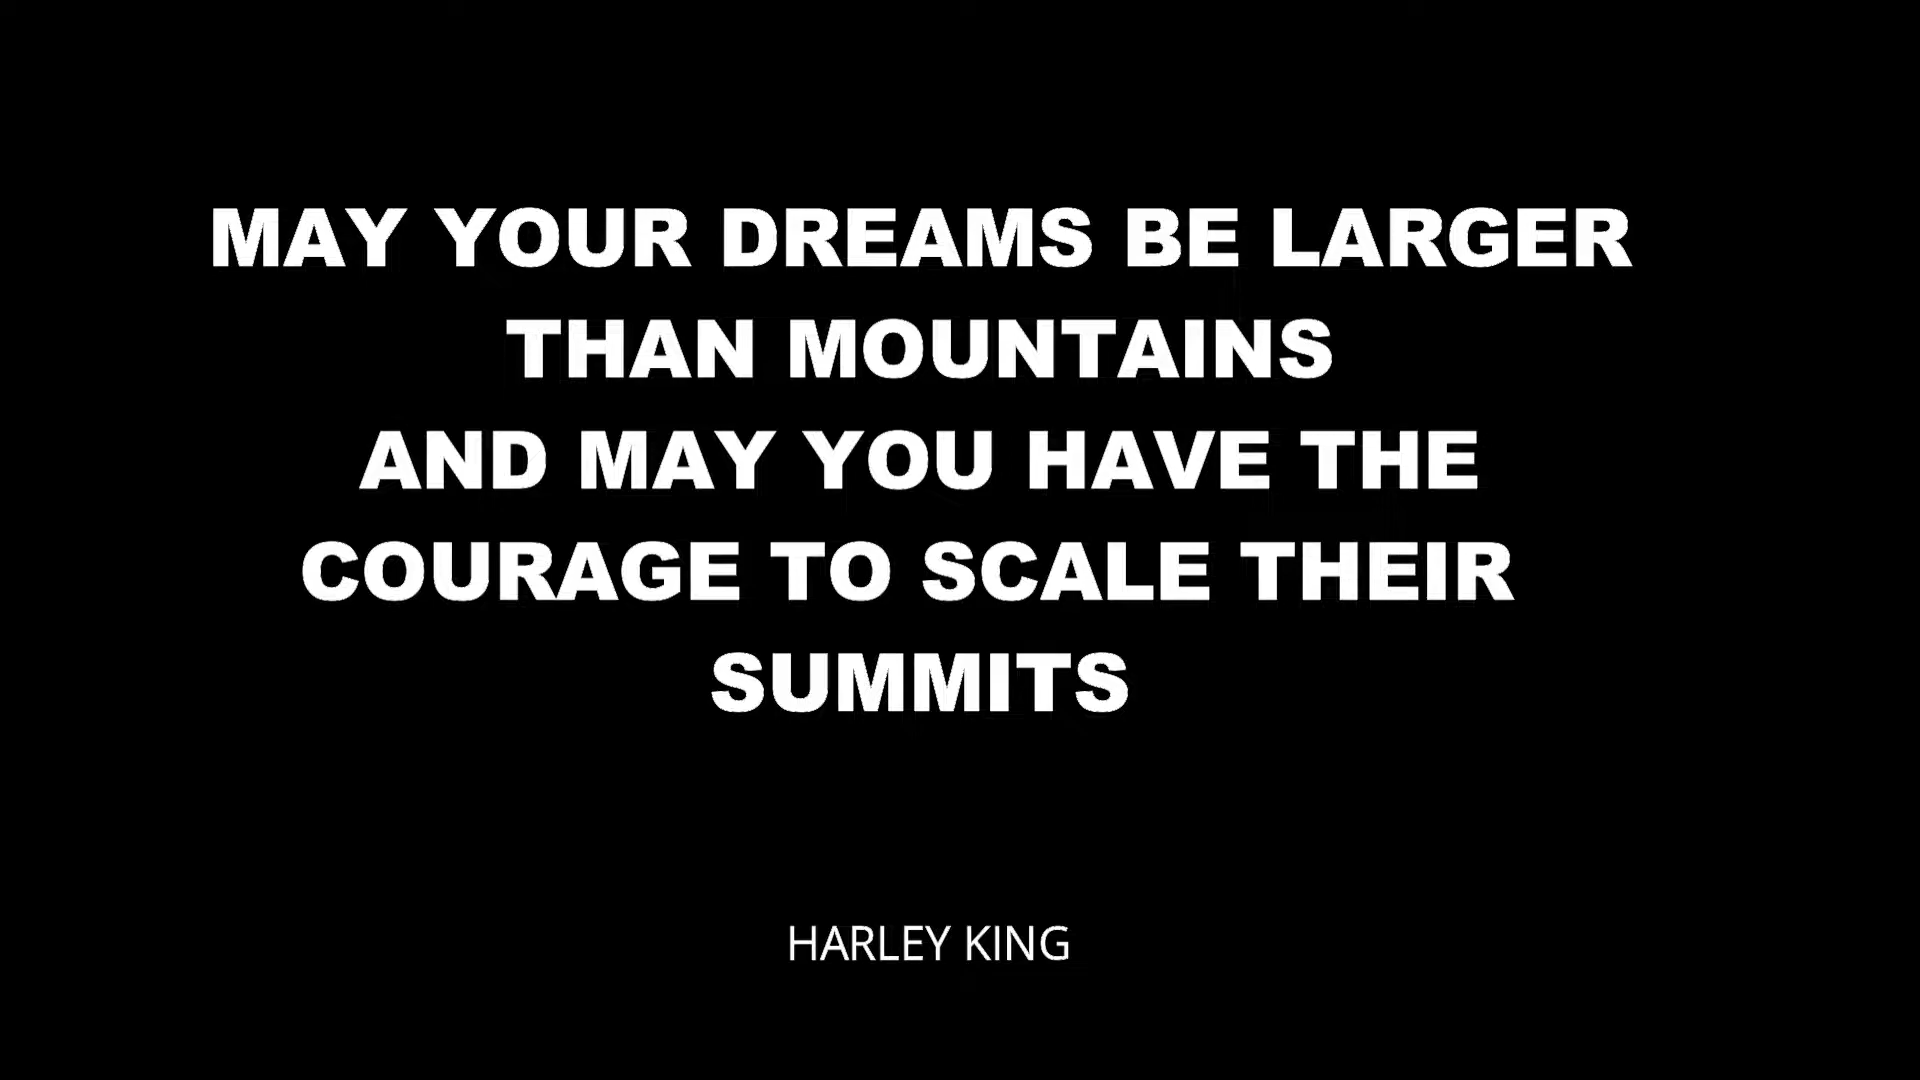 MAY YOUR DREAMS BE LARGER
THAN MOUNTAINS
AND MAY YOU HAVE THE
COURAGE TO SCALE THEIR
SUMMITS
HARLEY KING